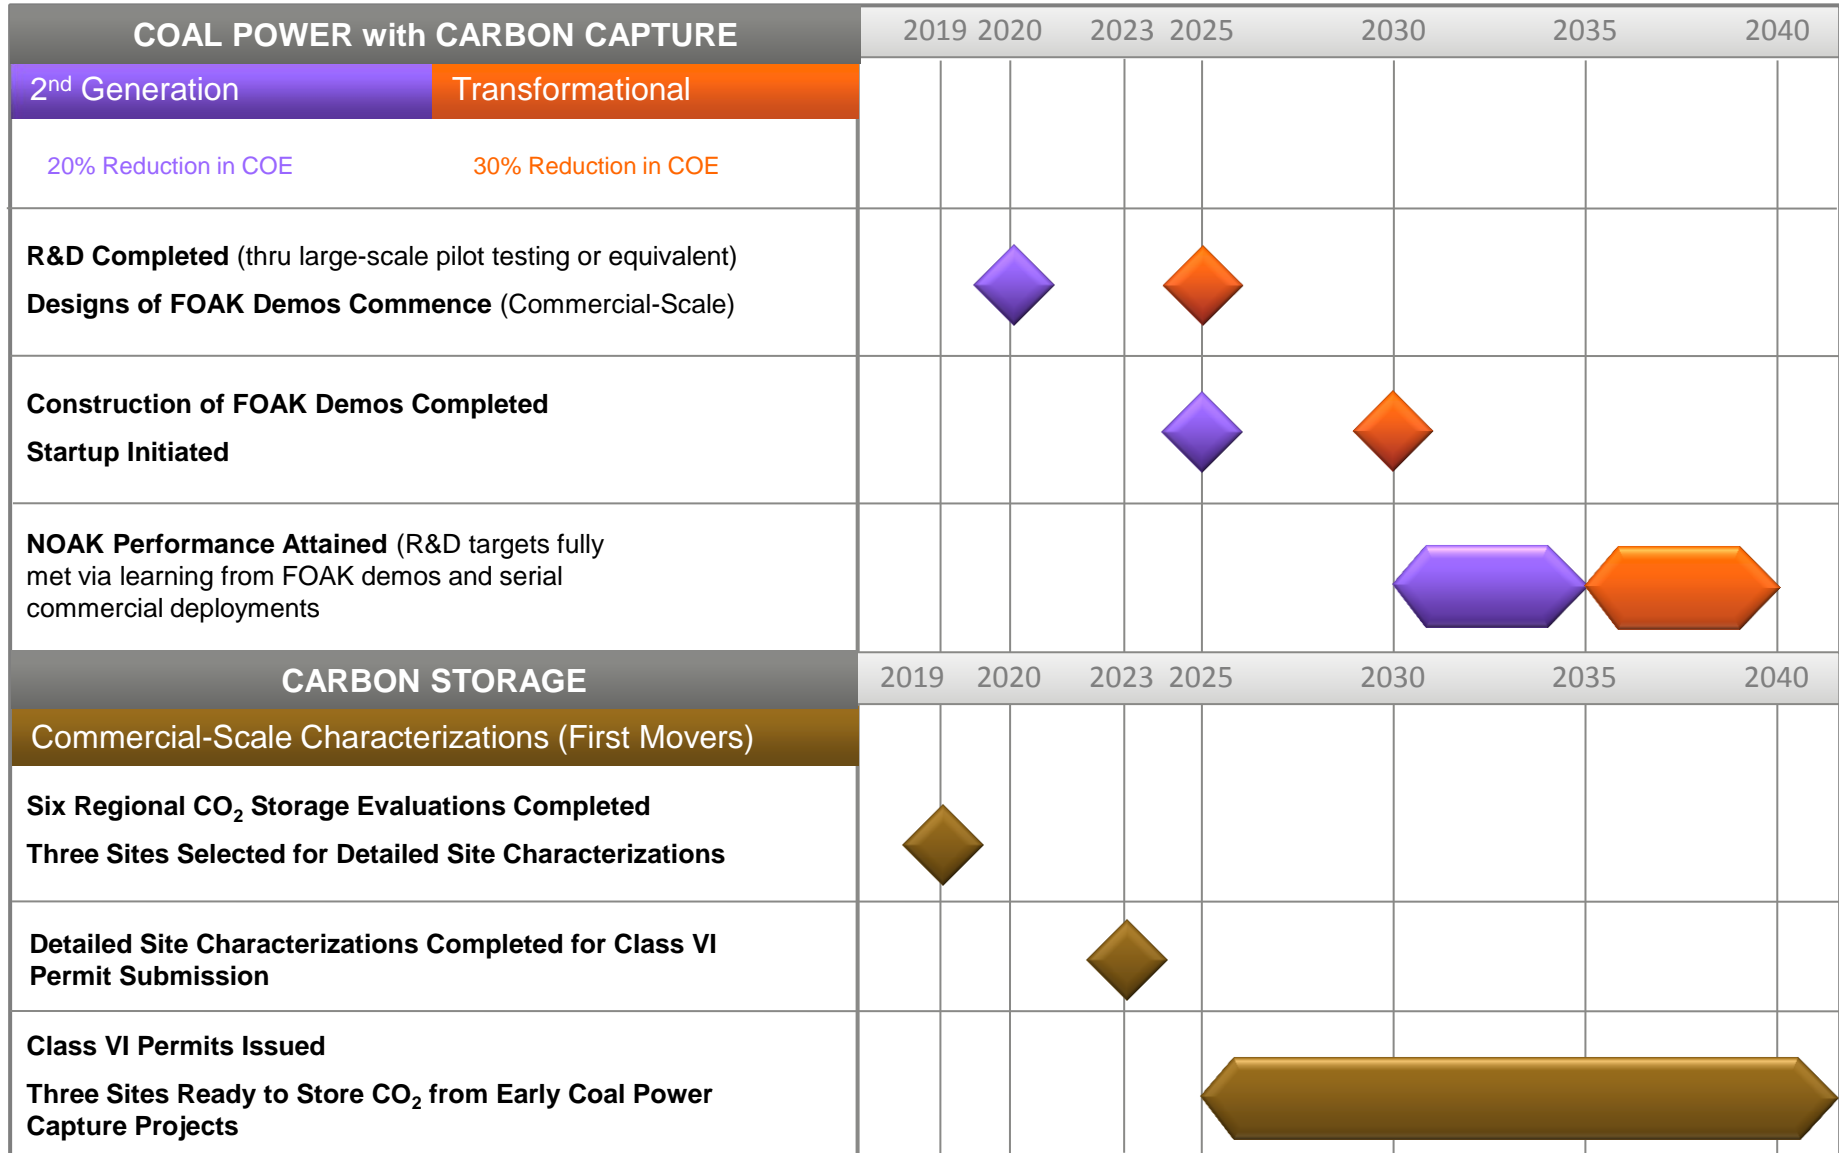 COAL POWER with CARBON CAPTURE
2019 2020 2023 2025 2030 2035 2040
2nd Generation
Transformational
20% Reduction in COE
30% Reduction in COE
R&D Completed (thru large-scale pilot testing or equivalent)
Designs of FOAK Demos Commence (Commercial-Scale)
Construction of FOAK Demos Completed
Startup Initiated
NOAK Performance Attained (R&D targets fully
met via learning from FOAK demos and serial
commercial deployments
CARBON STORAGE
2019 2020 2023 2025 2030 2035 2040
Commercial-Scale Characterizations (First Movers)
Six Regional CO2 Storage Evaluations Completed
Three Sites Selected for Detailed Site Characterizations
Detailed Site Characterizations Completed for Class VI
Permit Submission
Class VI Permits Issued
Three Sites Ready to Store CO2 from Early Coal Power
Capture Projects